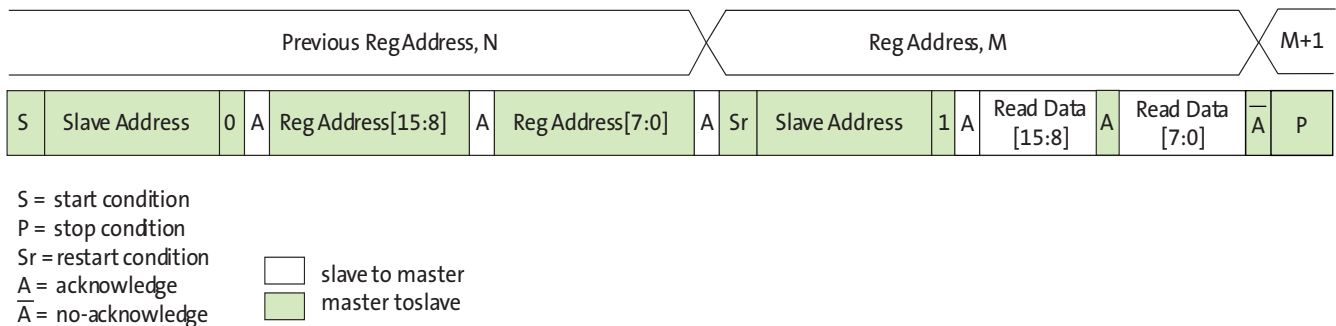 Previous Reg Address, N Reg Address, M M+1
S Slave Address 0 A Reg Address[15:8] A Reg Address[7:0] A Sr Slave Address 1 A Read Data [15:8] A Read Data [7:0] A̅ P
S = start condition
P = stop condition
Sr = restart condition
A = acknowledge
A̅ = no-acknowledge
slave to master
master toslave